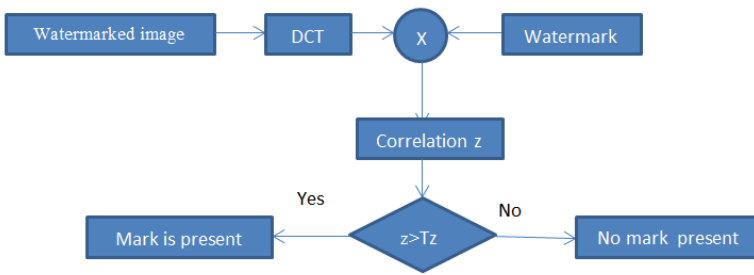 Watermarked image
DCT
X
Watermark
Correlation z
Yes
No
Mark is present
z>Tz
No mark present